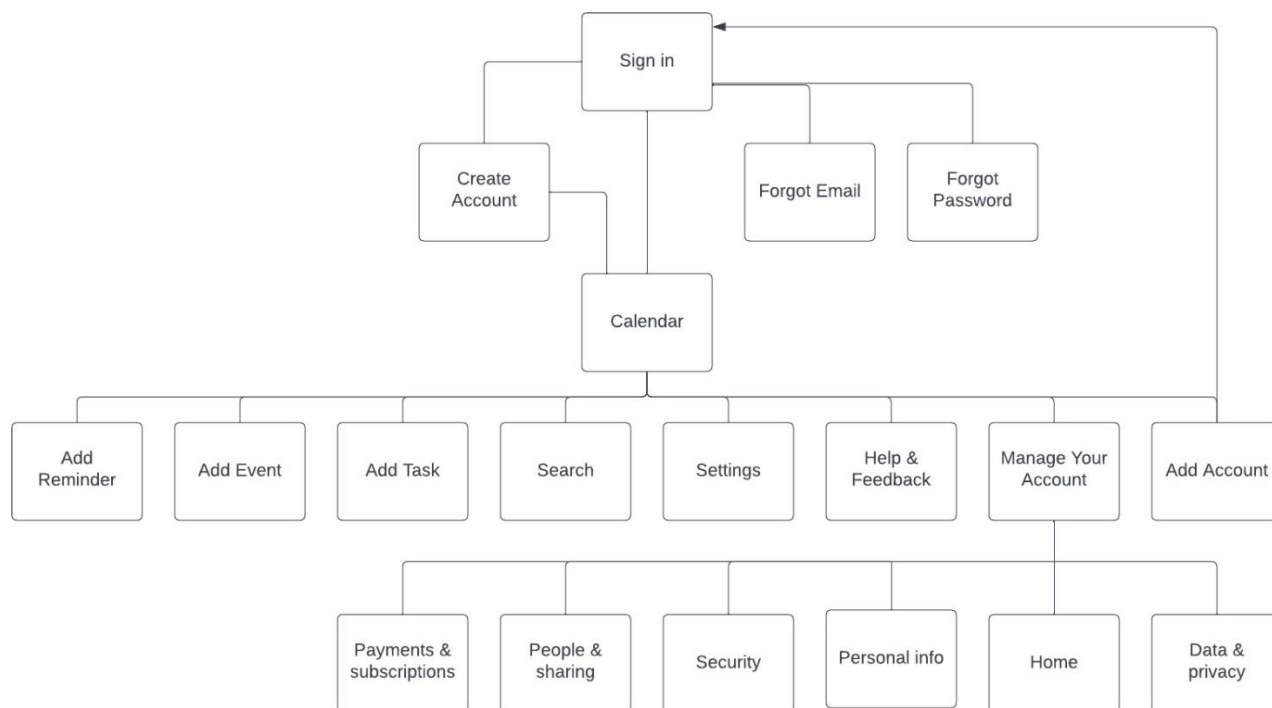 Sign in
Create
Account
Forgot Email
Forgot
Password
Calendar
Add
Reminder
Add Event
Add Task
Search
Settings
Help &
Feedback
Manage Your
Account
Add Account
Payments &
subscriptions
People &
sharing
Security
Personal info
Home
Data &
privacy